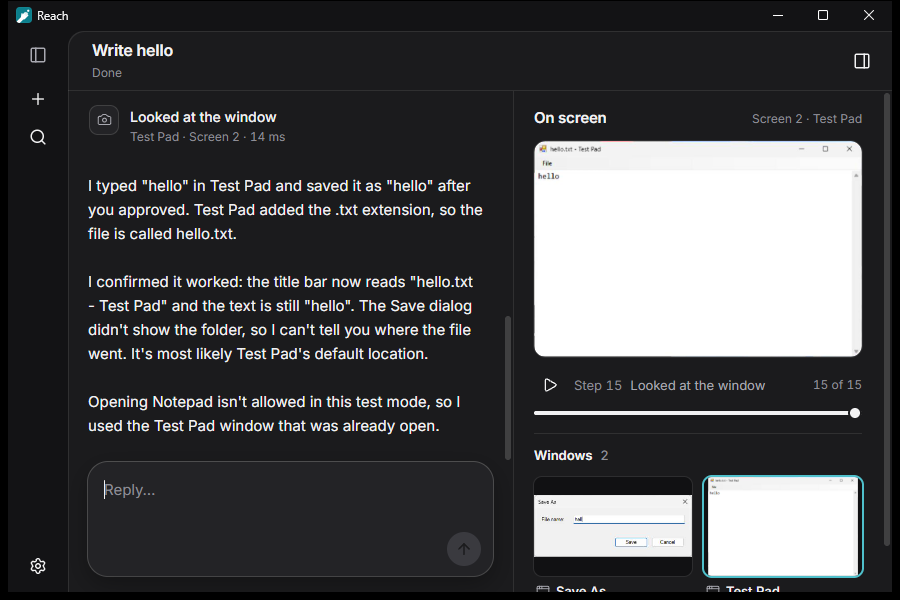 Reach
Write hello
Done
Looked at the window
Test Pad · Screen 2 · 14 ms
I typed "hello" in Test Pad and saved it as "hello" after
you approved. Test Pad added the .txt extension, so the
file is called hello.txt.
I confirmed it worked: the title bar now reads "hello.txt
- Test Pad" and the text is still "hello". The Save dialog
didn't show the folder, so I can't tell you where the file
went. It's most likely Test Pad's default location.
Opening Notepad isn't allowed in this test mode, so I
used the Test Pad window that was already open.
Reply...
On screen
Screen 2 · Test Pad
hello.txt - Test Pad
File
hello
Step 15 Looked at the window 15 of 15
Windows 2
Save As
File name:
Save Cancel
Save As
Test Pad